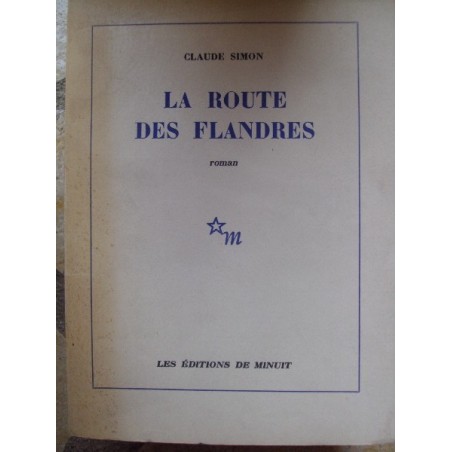 CLAUDE SIMON
LA ROUTE
DES FLANDRES
roman
m
LES ÉDITIONS DE MINUIT